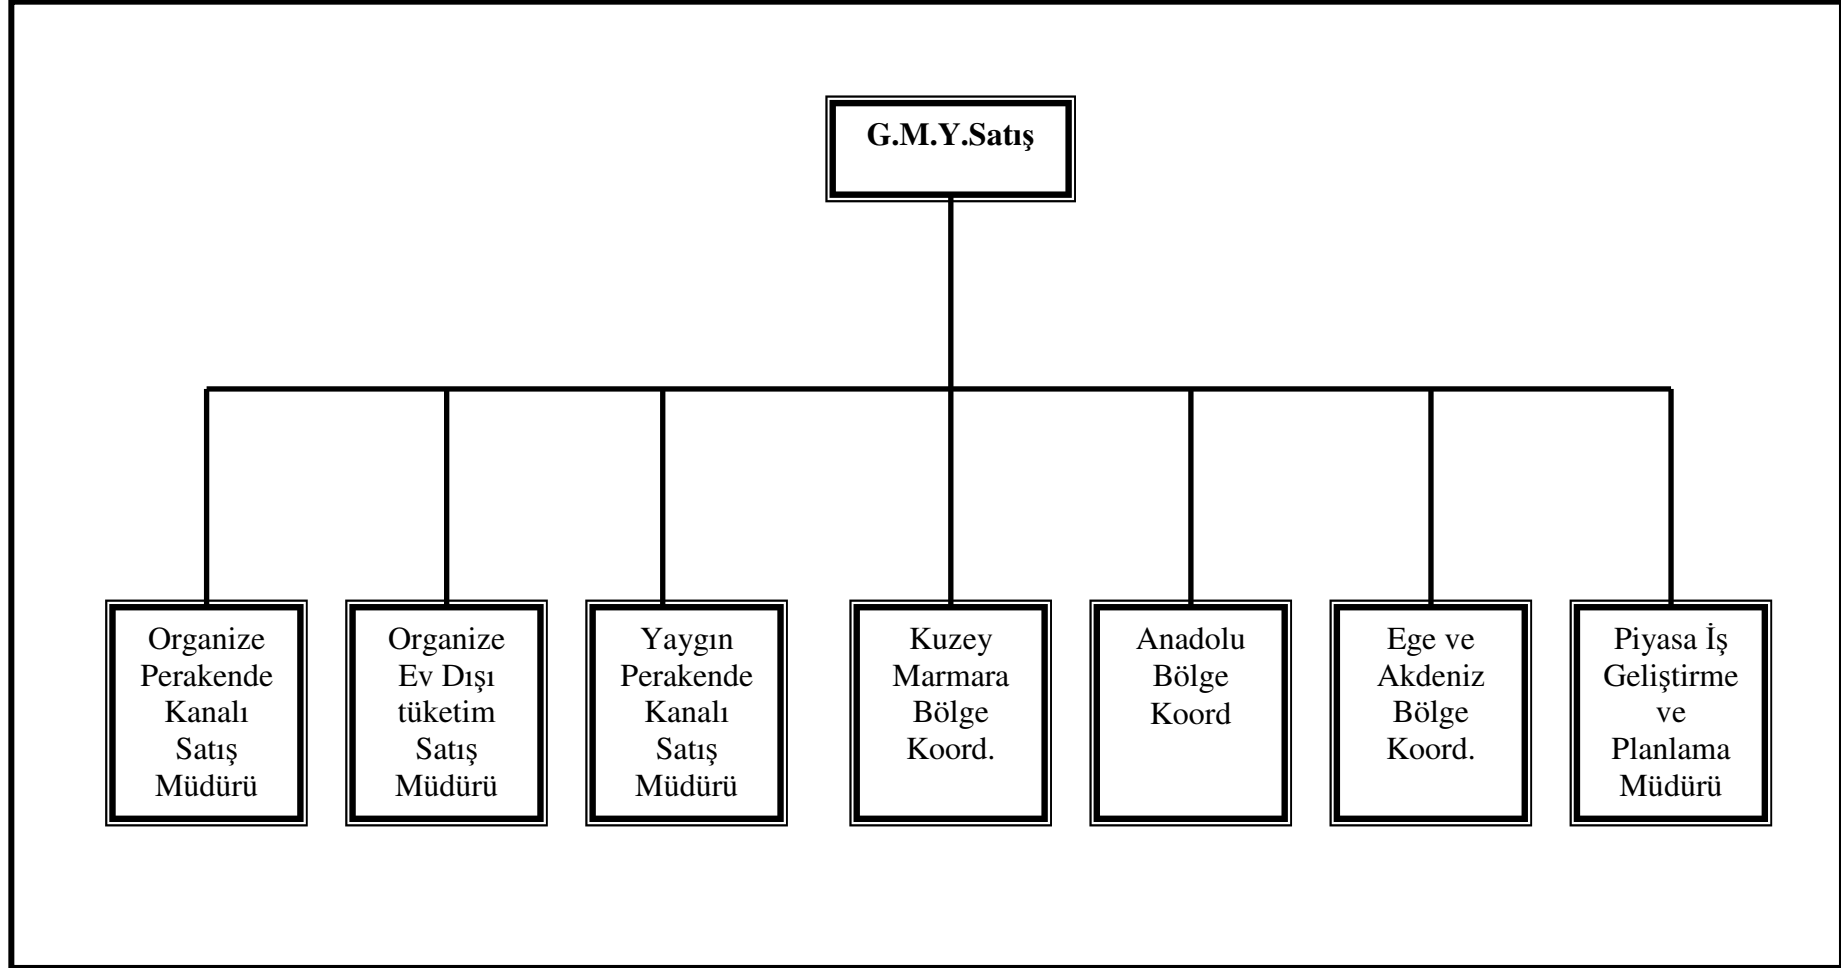 G.M.Y.Satış
Organize
Perakende
Kanalı
Satış
Müdürü
Organize
Ev Dışı
tüketim
Satış
Müdürü
Yaygın
Perakende
Kanalı
Satış
Müdürü
Kuzey
Marmara
Bölge
Koord.
Anadolu
Bölge
Koord
Ege ve
Akdeniz
Bölge
Koord.
Piyasa İş
Geliştirme
ve
Planlama
Müdürü